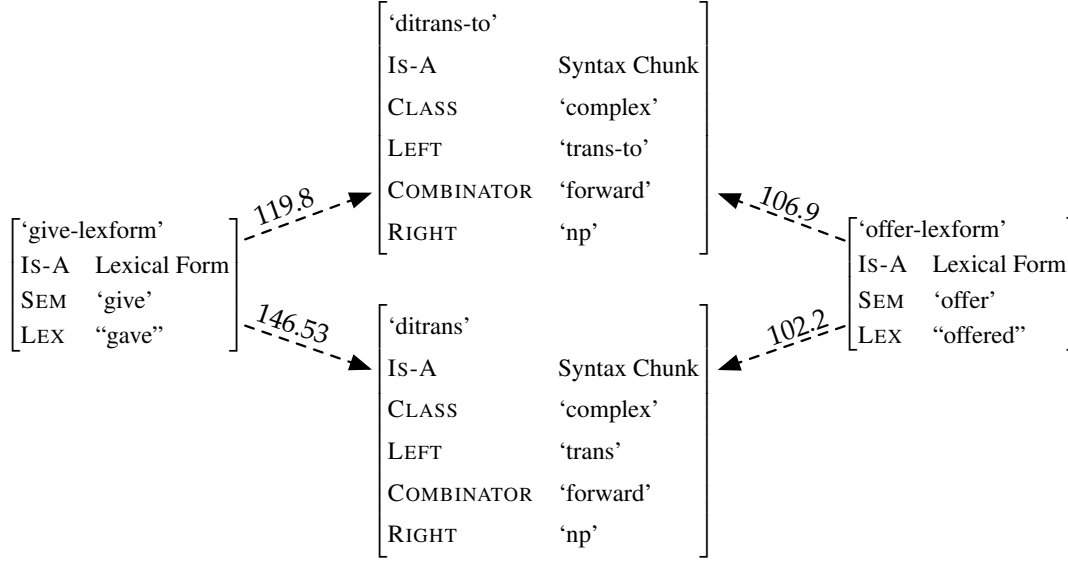 ‘ditrans-to’
IS-A Syntax Chunk
CLASS ‘complex’
LEFT ‘trans-to’
COMBINATOR ‘forward’
RIGHT ‘np’
119.8
106.9
‘give-lexform’
IS-A Lexical Form
SEM ‘give’
LEX “gave”
‘offer-lexform’
IS-A Lexical Form
SEM ‘offer’
LEX “offered”
146.53
102.2
‘ditrans’
IS-A Syntax Chunk
CLASS ‘complex’
LEFT ‘trans’
COMBINATOR ‘forward’
RIGHT ‘np’